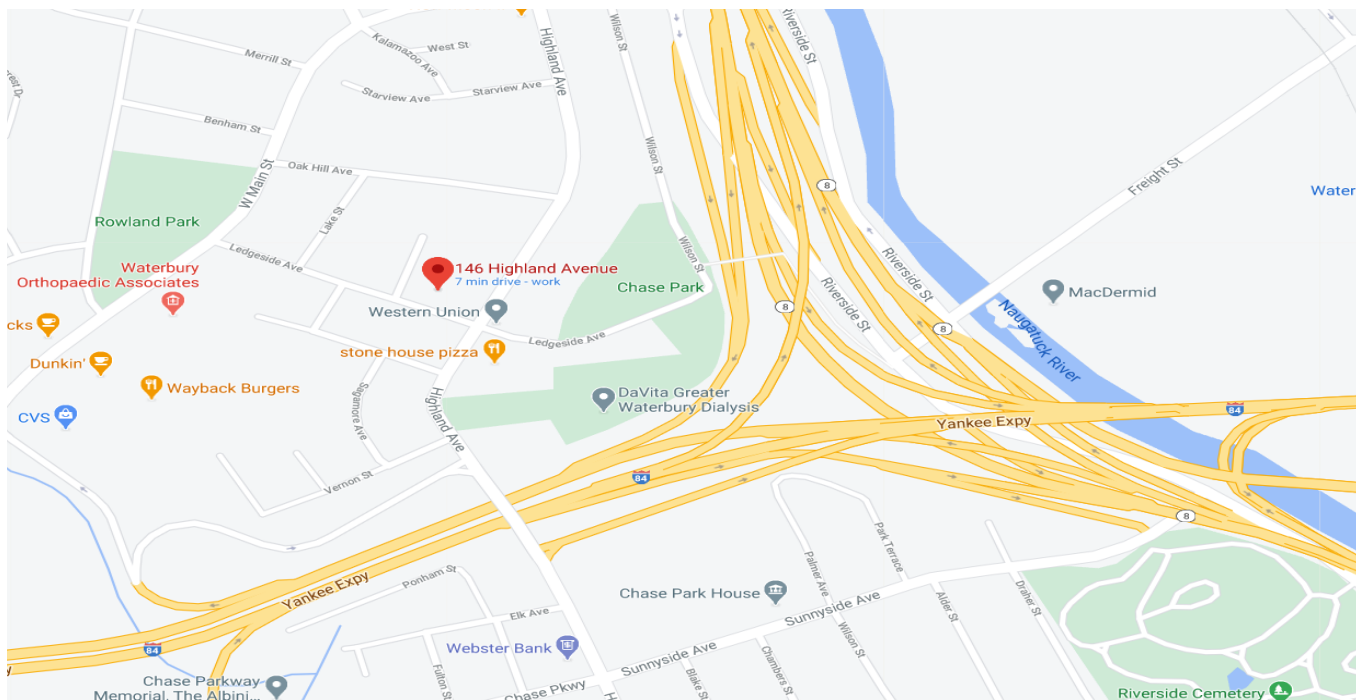 Riverside St
Wilson St
Highland Ave
West St
Kalamazoo Ave
Merrill St
Starview Ave
Starview Ave
Benham St
Oak Hill Ave
W Main St
Wilson St
Freight St
8
Water
Rowland Park
Lake St
Ledgeside Ave
Wilson St
Riverside St
Waterbury
Orthopaedic Associates
146 Highland Avenue
7 min drive - work
Chase Park
Riverside St
8
MacDermid
Western Union
8
Naugatuck River
cks
Ledgeside Ave
stone house pizza
Dunkin'
Wayback Burgers
Sagamore Ave
DaVita Greater
Waterbury Dialysis
CVS
Highland Ave
84
Yankee Expy
84
Vernon St
8
Park Terrace
Palmer Ave
Ponham St
Yankee Expy
Chase Park House
Draher St
Alder St
Elk Ave
Sunnyside Ave
Wilson St
84
Webster Bank
Sunnyside Ave
Chambers St
Blake St
Fulton St
Chase Pkwy
H
y
Chase Parkway
Memorial, The Albini...
Riverside Cemetery